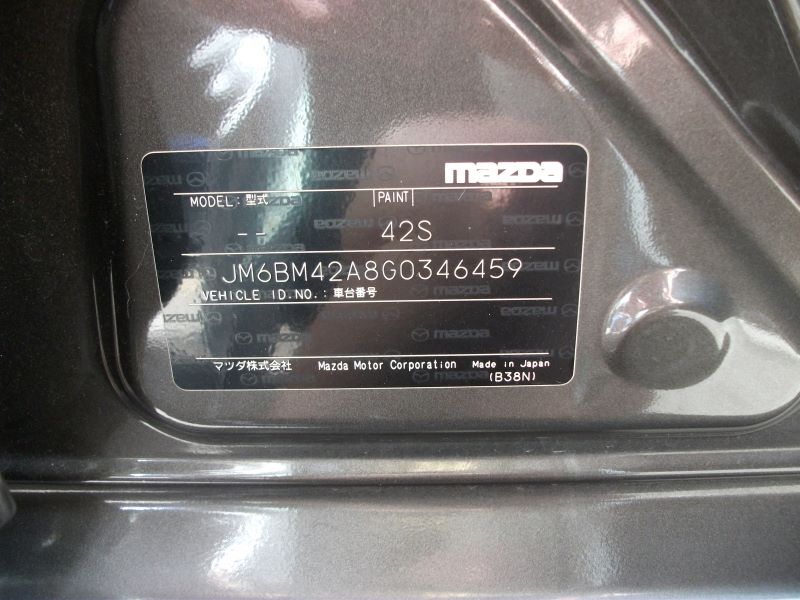 mazda
MODEL:型式 PAINT
-- 42S
JM6BM42A8G0346459
VEHICLE ID.NO.:車台番号
マツダ株式会社 Mazda Motor Corporation Made in Japan
(B38N)